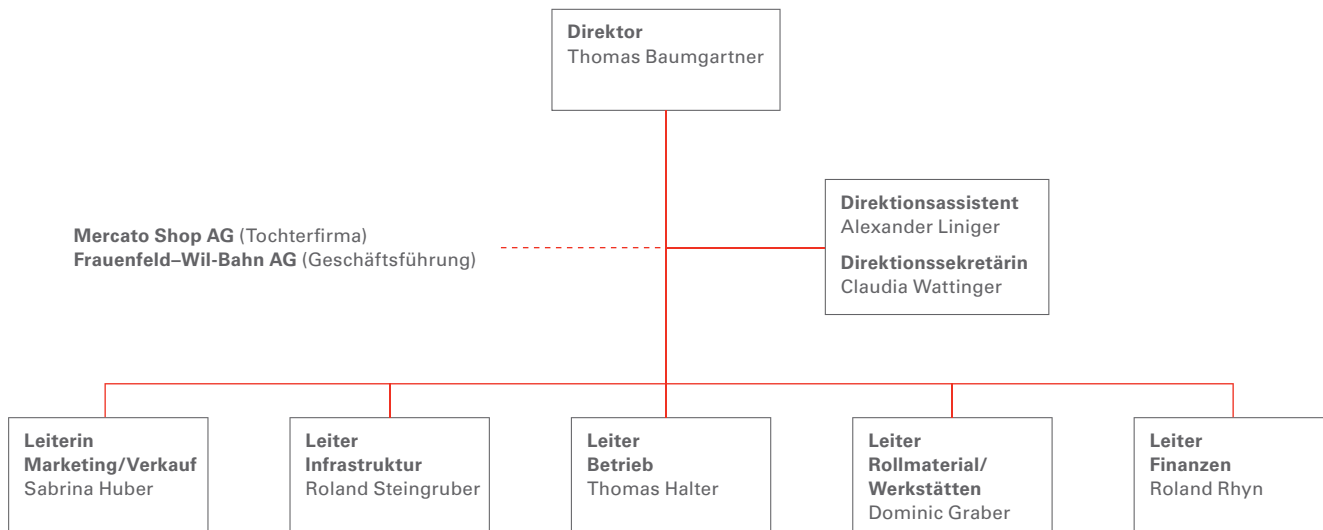 Direktor
Thomas Baumgartner
Direktionsassistent
Alexander Liniger
Direktionssekretärin
Claudia Wattinger
Mercato Shop AG (Tochterfirma)
Frauenfeld–Wil-Bahn AG (Geschäftsführung)
Leiterin
Marketing/Verkauf
Sabrina Huber
Leiter
Infrastruktur
Roland Steingruber
Leiter
Betrieb
Thomas Halter
Leiter
Rollmaterial/
Werkstätten
Dominic Graber
Leiter
Finanzen
Roland Rhyn